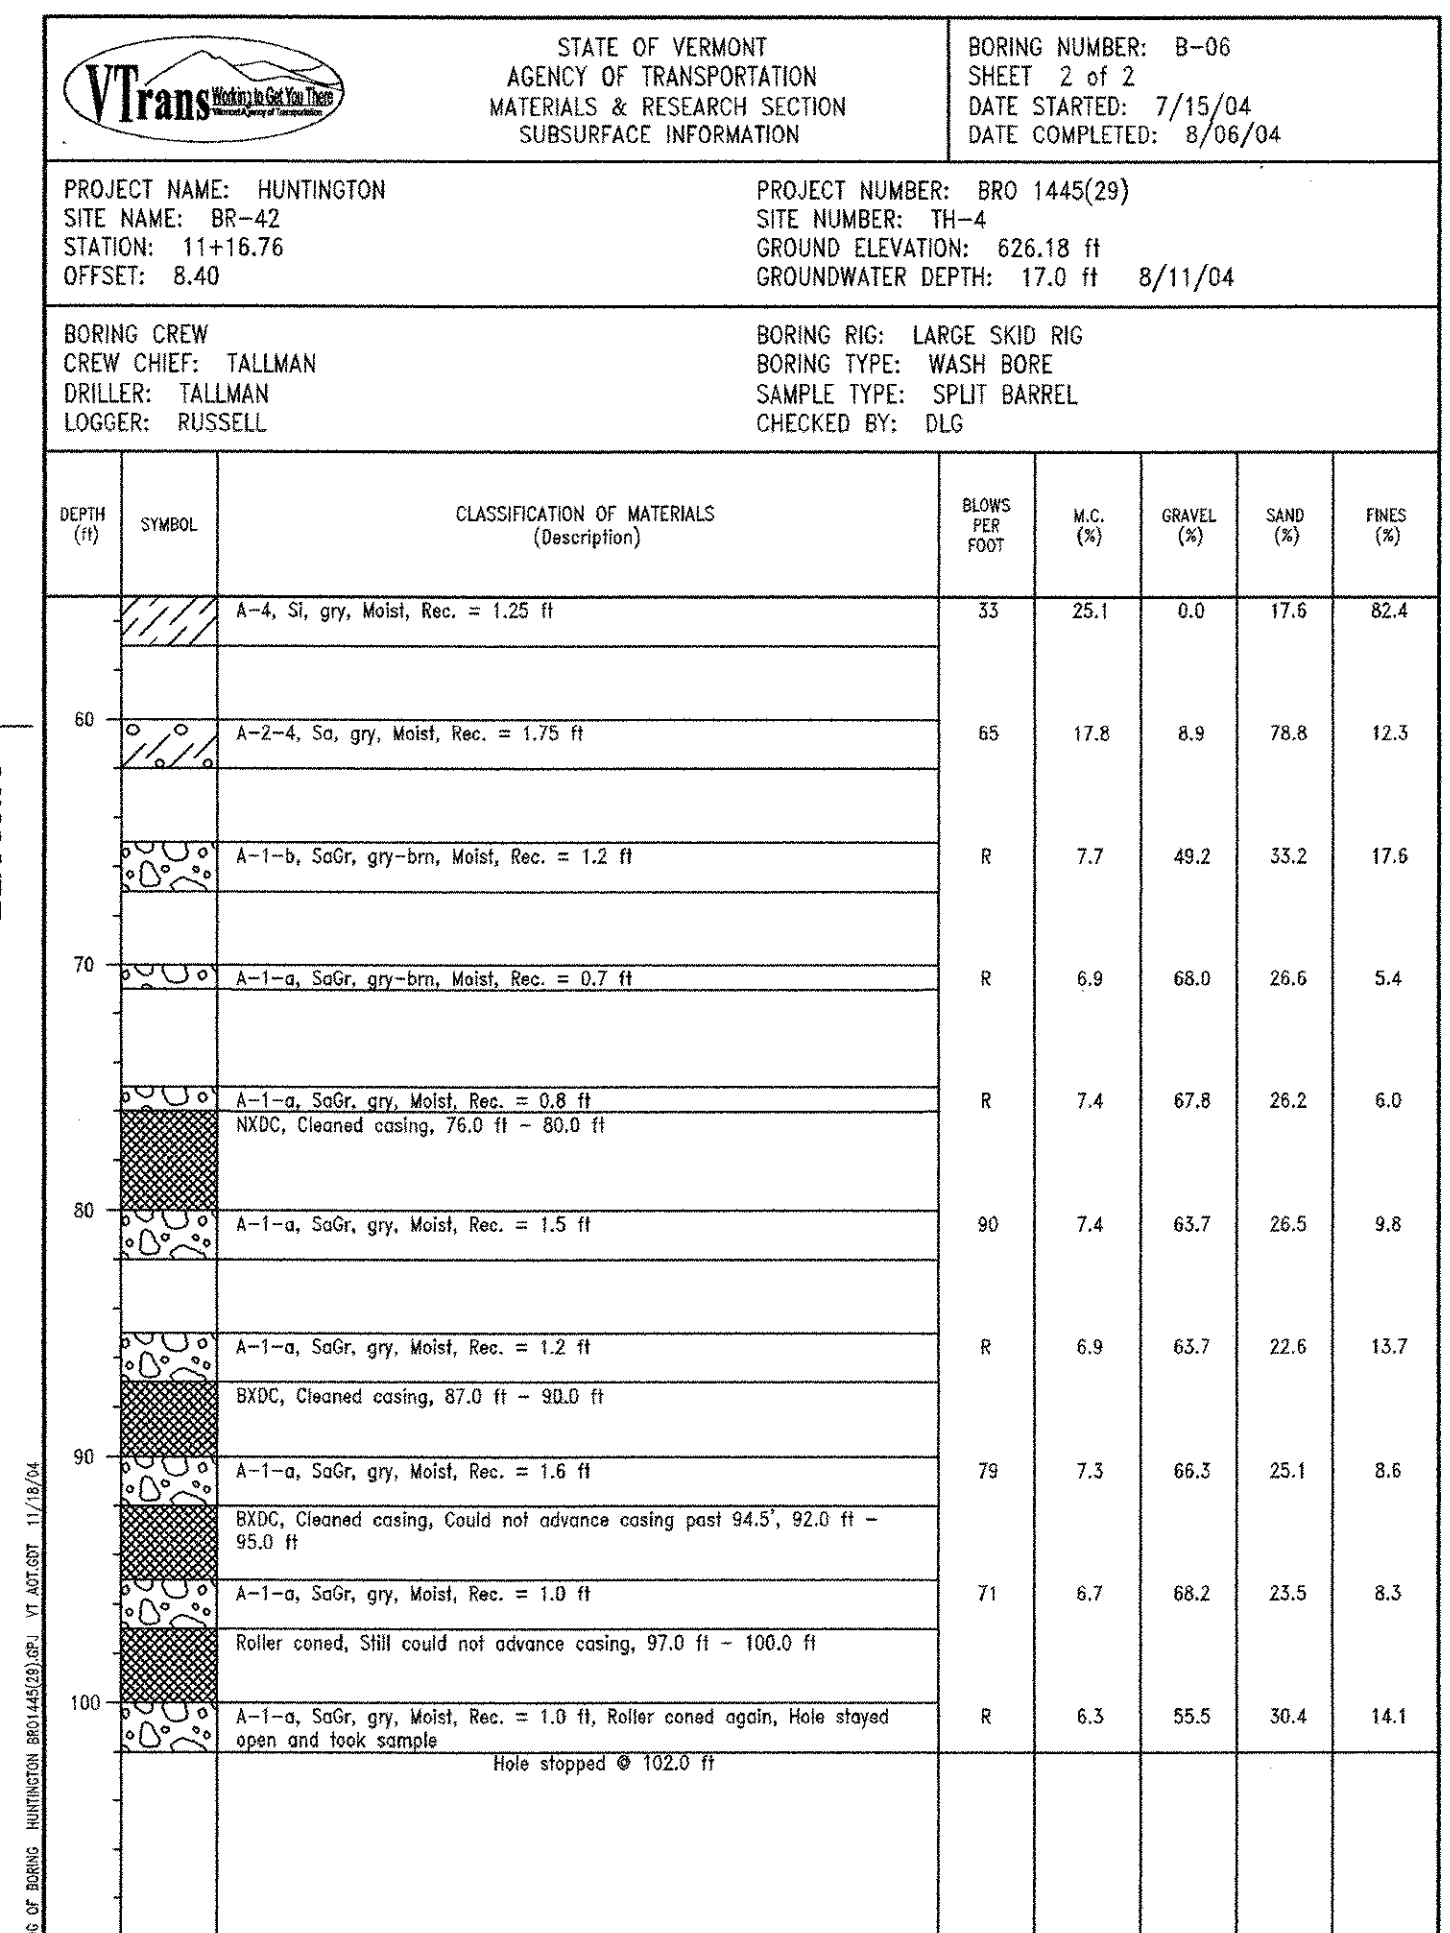 VTrans Working to Get You There
Vermont Agency of Transportation
STATE OF VERMONT
AGENCY OF TRANSPORTATION
MATERIALS & RESEARCH SECTION
SUBSURFACE INFORMATION
BORING NUMBER: B-06
SHEET 2 of 2
DATE STARTED: 7/15/04
DATE COMPLETED: 8/06/04
PROJECT NAME: HUNTINGTON
SITE NAME: BR-42
STATION: 11+16.76
OFFSET: 8.40
PROJECT NUMBER: BRO 1445(29)
SITE NUMBER: TH-4
GROUND ELEVATION: 626.18 ft
GROUNDWATER DEPTH: 17.0 ft 8/11/04
BORING CREW
CREW CHIEF: TALLMAN
DRILLER: TALLMAN
LOGGER: RUSSELL
BORING RIG: LARGE SKID RIG
BORING TYPE: WASH BORE
SAMPLE TYPE: SPLIT BARREL
CHECKED BY: DLG
DEPTH (ft) SYMBOL CLASSIFICATION OF MATERIALS (Description) BLOWS PER FOOT M.C. (%) GRAVEL (%) SAND (%) FINES (%)
A-4, Si, gry, Moist, Rec. = 1.25 ft 33 25.1 0.0 17.6 82.4
60 A-2-4, Sa, gry, Moist, Rec. = 1.75 ft 65 17.8 8.9 78.8 12.3
A-1-b, SaGr, gry-brn, Moist, Rec. = 1.2 ft R 7.7 49.2 33.2 17.6
70 A-1-a, SaGr, gry-brn, Moist, Rec. = 0.7 ft R 6.9 68.0 26.6 5.4
A-1-a, SaGr, gry, Moist, Rec. = 0.8 ft R 7.4 67.8 26.2 6.0
NXDC, Cleaned casing, 76.0 ft - 80.0 ft
80 A-1-a, SaGr, gry, Moist, Rec. = 1.5 ft 90 7.4 63.7 26.5 9.8
A-1-a, SaGr, gry, Moist, Rec. = 1.2 ft R 6.9 63.7 22.6 13.7
BXDC, Cleaned casing, 87.0 ft - 90.0 ft
90 A-1-a, SaGr, gry, Moist, Rec. = 1.6 ft 79 7.3 66.3 25.1 8.6
BXDC, Cleaned casing, Could not advance casing past 94.5', 92.0 ft -
95.0 ft
A-1-a, SaGr, gry, Moist, Rec. = 1.0 ft 71 6.7 68.2 23.5 8.3
Roller coned, Still could not advance casing, 97.0 ft - 100.0 ft
100 A-1-a, SaGr, gry, Moist, Rec. = 1.0 ft, Roller coned again, Hole stayed R 6.3 55.5 30.4 14.1
open and took sample
Hole stopped @ 102.0 ft
OF BORING HUNTINGTON BRO1445(29).GPJ VT AOT.GDT 11/18/04